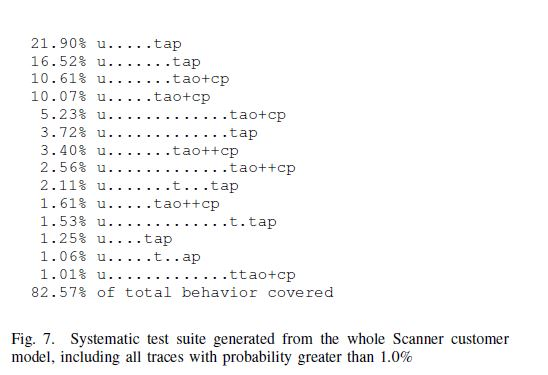 21.90% u.....tap
16.52% u.......tap
10.61% u.......tao+cp
10.07% u.....tao+cp
5.23% u.............tao+cp
3.72% u.............tap
3.40% u.......tao++cp
2.56% u.............tao++cp
2.11% u.......t...tap
1.61% u.....tao++cp
1.53% u.............t.tap
1.25% u....tap
1.06% u.....t..ap
1.01% u.............ttao+cp
82.57% of total behavior covered
Fig. 7. Systematic test suite generated from the whole Scanner customer
model, including all traces with probability greater than 1.0%